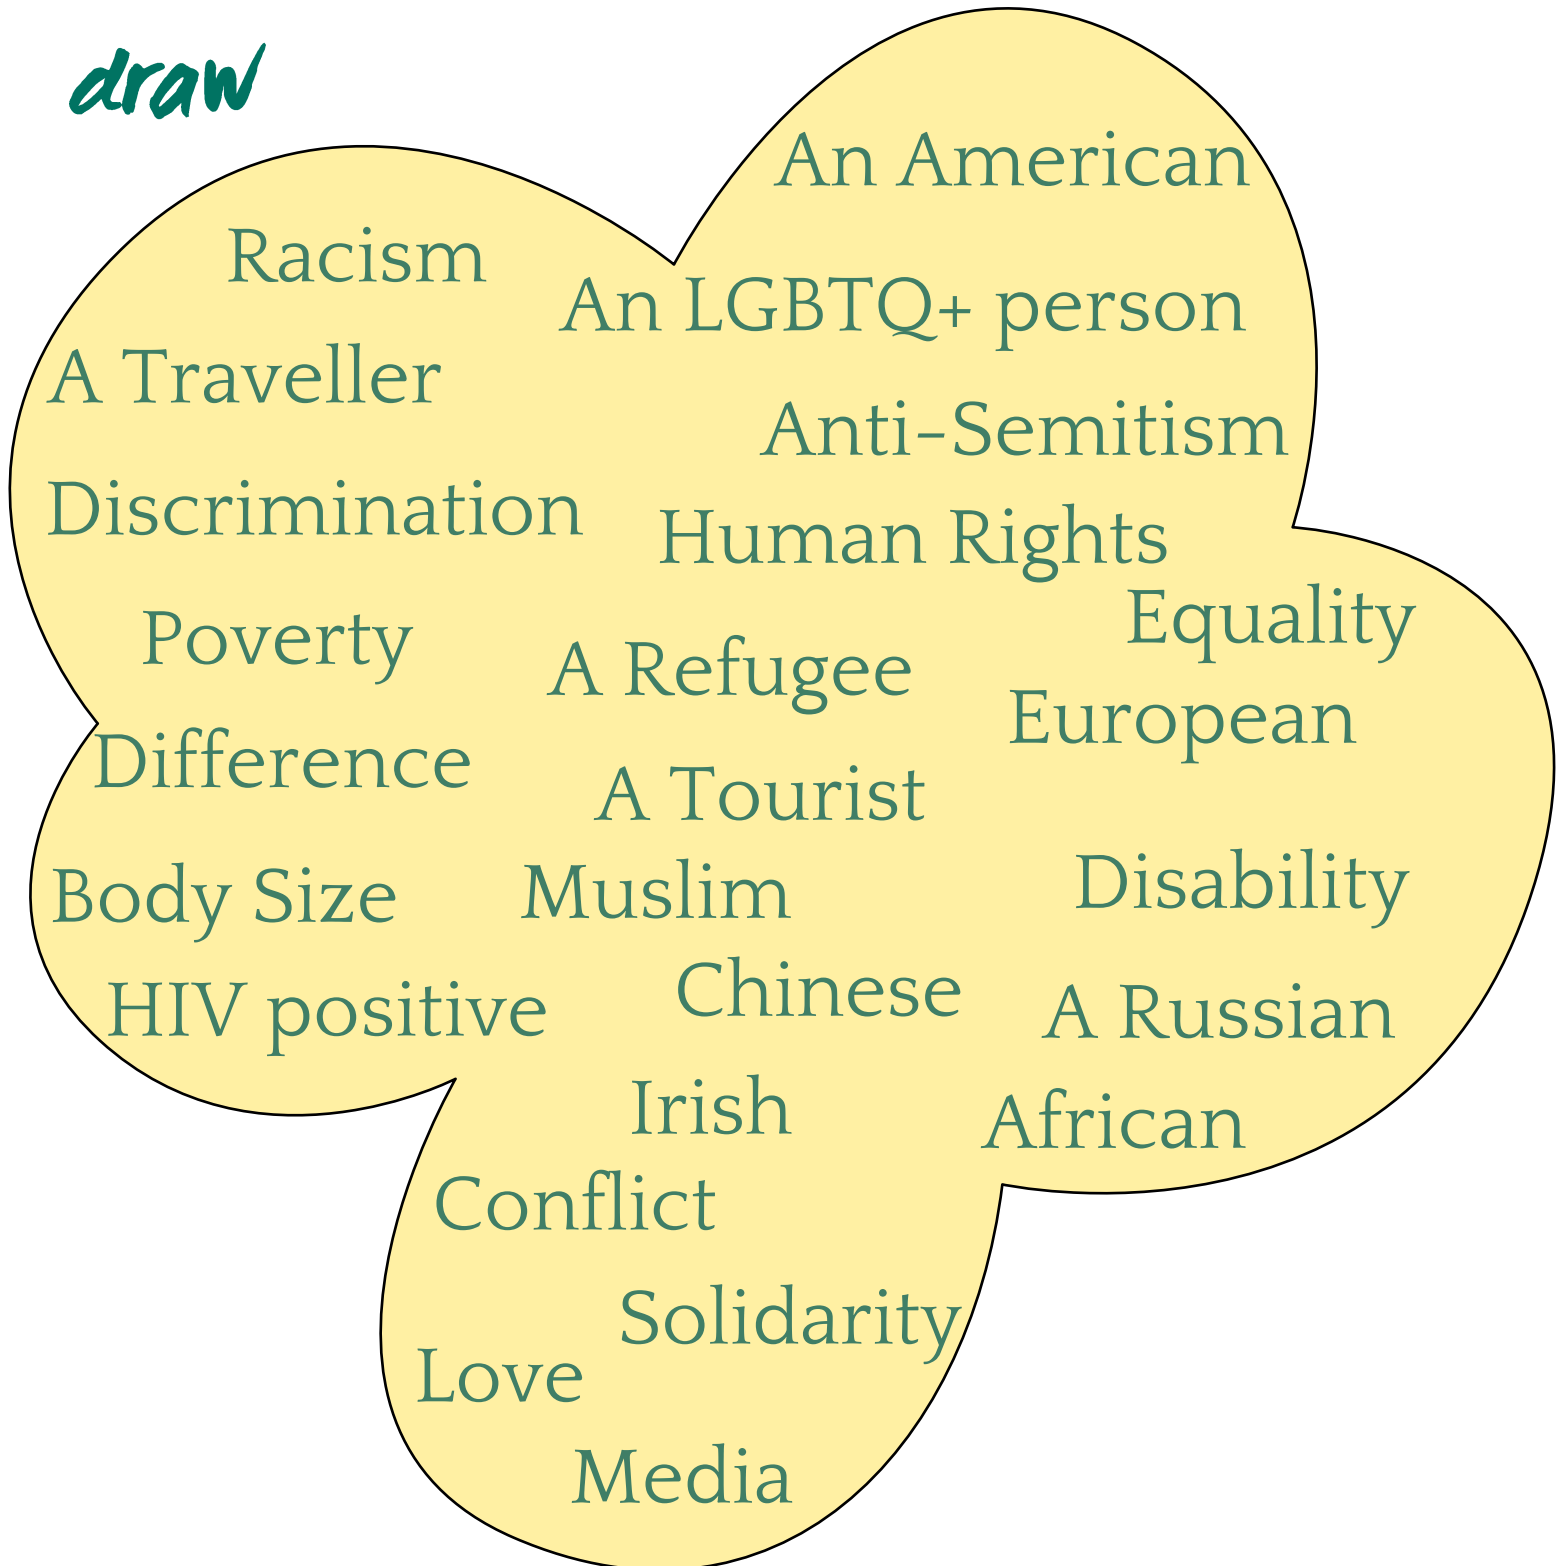 draw
An American
Racism
An LGBTQ+ person
A Traveller
Anti-Semitism
Discrimination
Human Rights
Equality
Poverty
A Refugee
European
Difference
A Tourist
Disability
Body Size
Muslim
Chinese
HIV positive
A Russian
Irish
African
Conflict
Solidarity
Love
Media